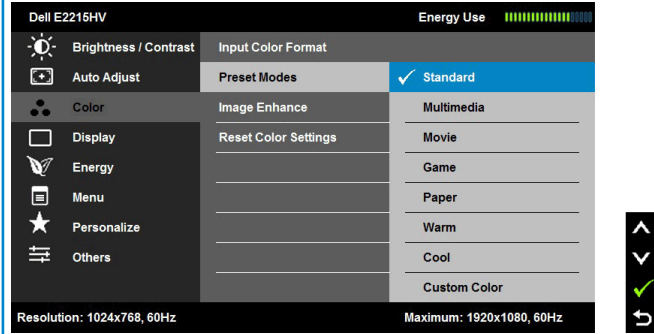 Dell E2215HV Energy Use
Brightness / Contrast Input Color Format
Auto Adjust Preset Modes Standard
Color Image Enhance Multimedia
Display Reset Color Settings Movie
Energy Game
Menu Paper
Personalize Warm
Others Cool
Custom Color
Resolution: 1024x768, 60Hz Maximum: 1920x1080, 60Hz